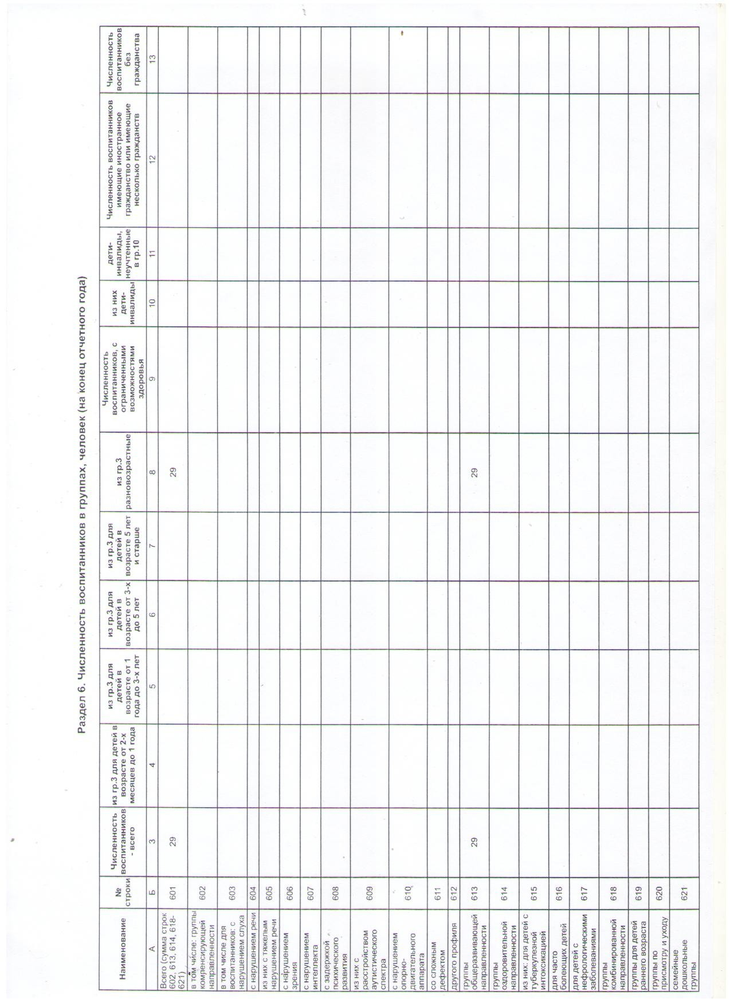 Раздел 6. Численность воспитанников в группах, человек (на конец отчетного года)
Наименование
№
строки
Численность
воспитанников
- всего
из гр.3 для детей в
возрасте от 2-х
месяцев до 1 года
из гр.3 для
детей в
возрасте от 1
года до 3-х лет
из гр.3 для
детей в
возрасте от 3-х
до 5 лет
из гр.3 для
детей в
возрасте 5 лет
и старше
из гр.3
разновозрастные
Численность
воспитанников, с
ограниченными
возможностями
здоровья
из них
дети-
инвалиды
дети-
инвалиды,
неучтенные
в гр.10
Численность воспитанников
имеющие иностранное
гражданство или имеющие
несколько гражданств
Численность
воспитанников
без
гражданства
А Б 3 4 5 6 7 8 9 10 11 12 13
Всего (сумма строк
602, 613, 614, 618-
621)
601 29 29
в том числе: группы
компенсирующей
направленности
602
в том числе для
воспитанников: с
нарушением слуха
603
с нарушением речи 604
из них с тяжелым
нарушением речи
605
с нарушением
зрения
606
с нарушением
интеллекта
607
с задержкой
психического
развития
608
из них с
расстройством
аутистического
спектра
609
с нарушением
опорно-
двигательного
аппарата
610
со сложным
дефектом
611
другого профиля 612
группы
общеразвивающей
направленности
613 29 29
группы
оздоровительной
направленности
614
из них: для детей с
туберкулезной
интоксикацией
615
для часто
болеющих детей
616
для детей с
нефрологическими
заболеваниями
617
группы
комбинированной
направленности
618
группы для детей
раннего возраста
619
группы по
присмотру и уходу
620
семейные
дошкольные
группы
621